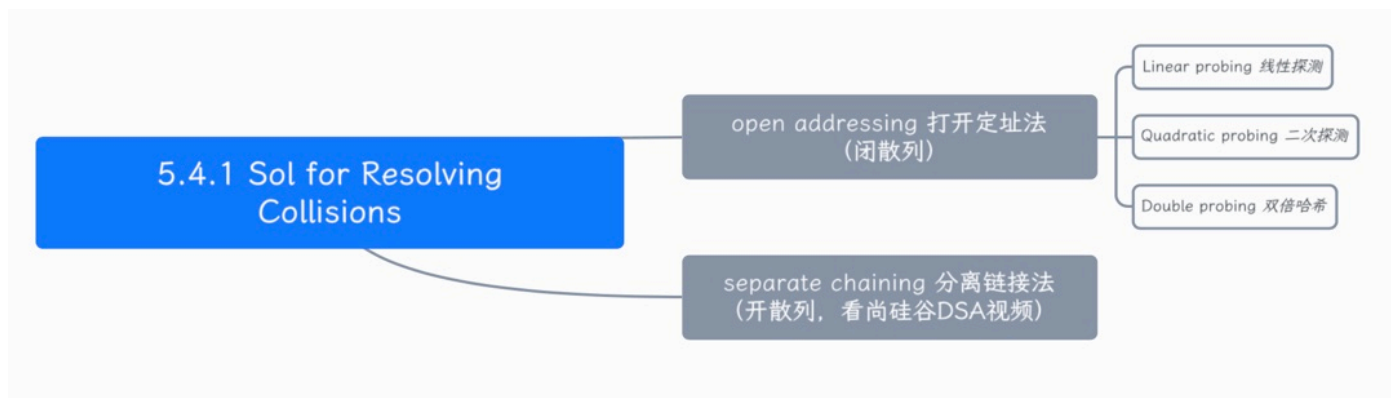 5.4.1 Sol for Resolving
Collisions
open addressing 打开定址法
(闭散列)
Linear probing 线性探测
Quadratic probing 二次探测
Double probing 双倍哈希
separate chaining 分离链接法
(开散列，看尚硅谷DSA视频)